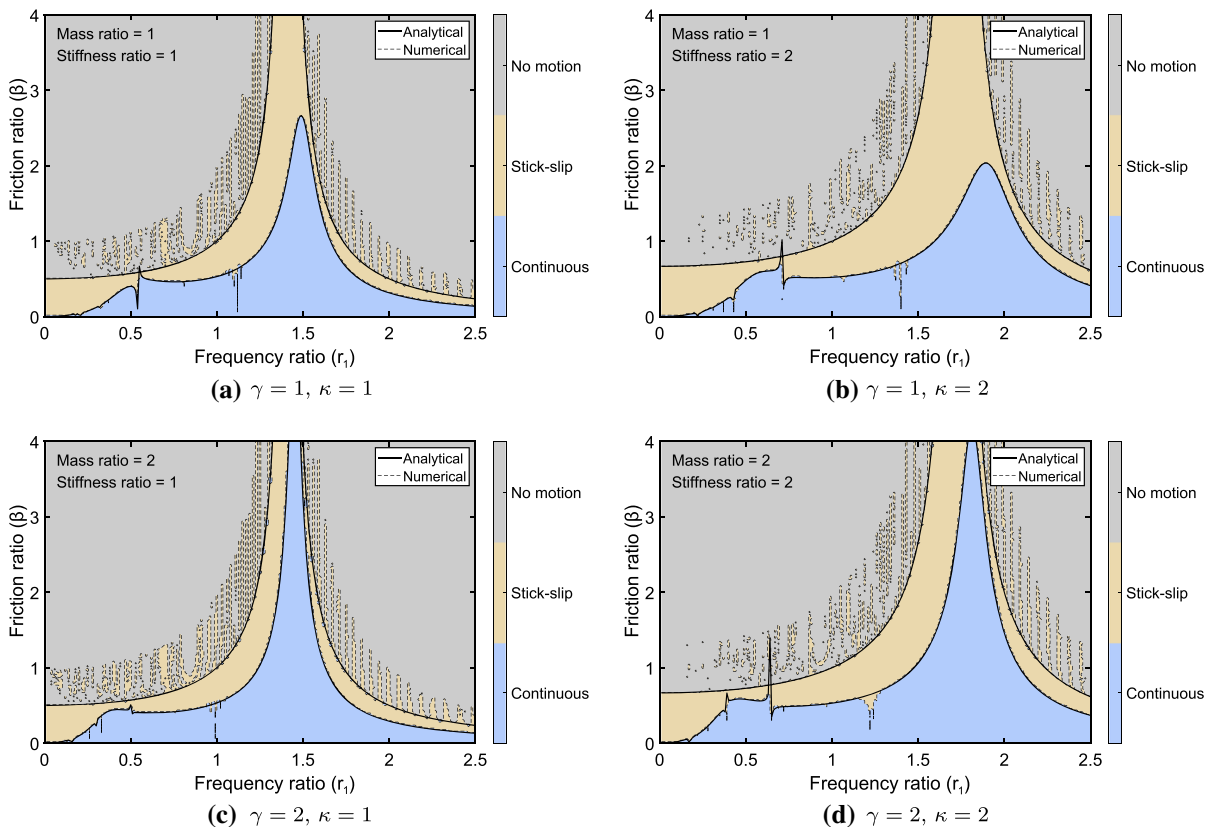 Mass ratio = 1
Stiffness ratio = 1
Analytical
Numerical
Friction ratio (β)
4
3
2
1
0
0
0.5
1
1.5
2
2.5
Frequency ratio (r1)
No motion
Stick-slip
Continuous
(a) γ = 1, κ = 1
Mass ratio = 1
Stiffness ratio = 2
Analytical
Numerical
Friction ratio (β)
4
3
2
1
0
0
0.5
1
1.5
2
2.5
Frequency ratio (r1)
No motion
Stick-slip
Continuous
(b) γ = 1, κ = 2
Mass ratio = 2
Stiffness ratio = 1
Analytical
Numerical
Friction ratio (β)
4
3
2
1
0
0
0.5
1
1.5
2
2.5
Frequency ratio (r1)
No motion
Stick-slip
Continuous
(c) γ = 2, κ = 1
Mass ratio = 2
Stiffness ratio = 2
Analytical
Numerical
Friction ratio (β)
4
3
2
1
0
0
0.5
1
1.5
2
2.5
Frequency ratio (r1)
No motion
Stick-slip
Continuous
(d) γ = 2, κ = 2